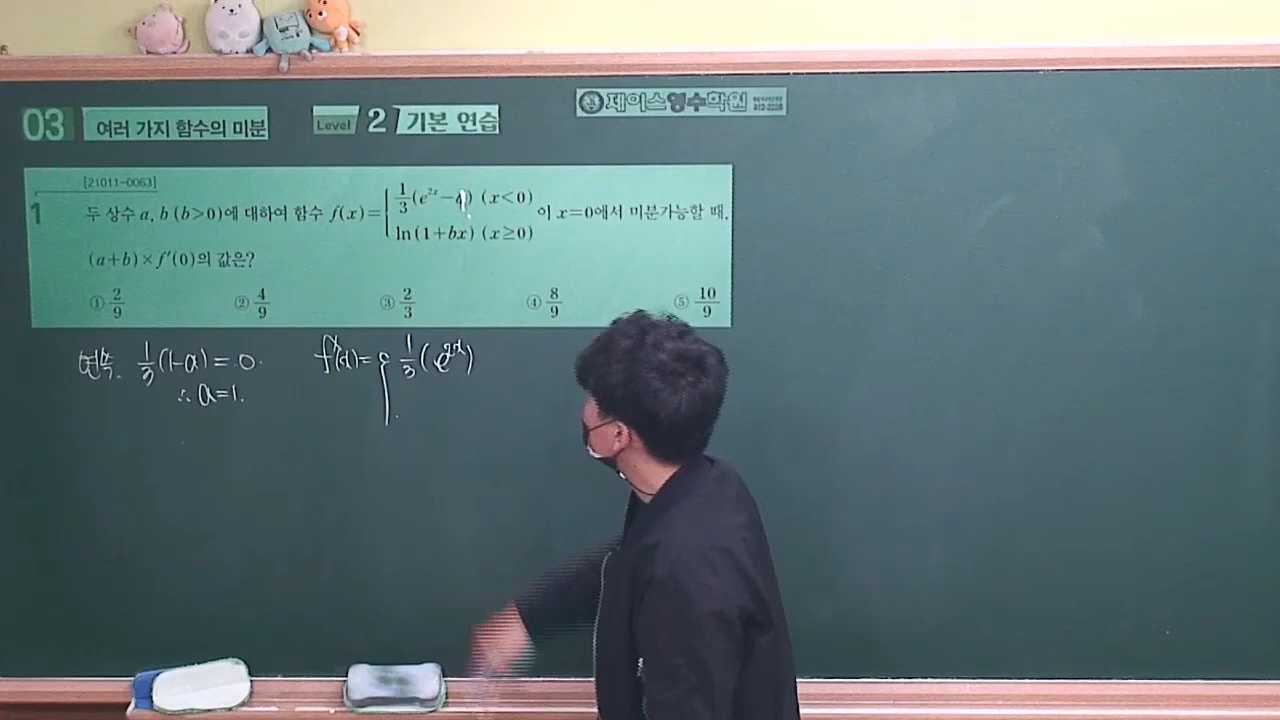 03 여러 가지 함수의 미분 Level 2 기본 연습
제이스영수학원
[21011-0063]
1 두 상수 a, b (b>0)에 대하여 함수 f(x)={ 1/3(e^{2x}-a) (x<0)
ln(1+bx) (x≥0) 이 x=0에서 미분가능할 때,
(a+b)×f'(0)의 값은?
① 2/9 ② 4/9 ③ 2/3 ④ 8/9 ⑤ 10/9
연속. 1/3(1-a)=0.
∴ a=1.
f'(x)={ 1/3(e^{2x})